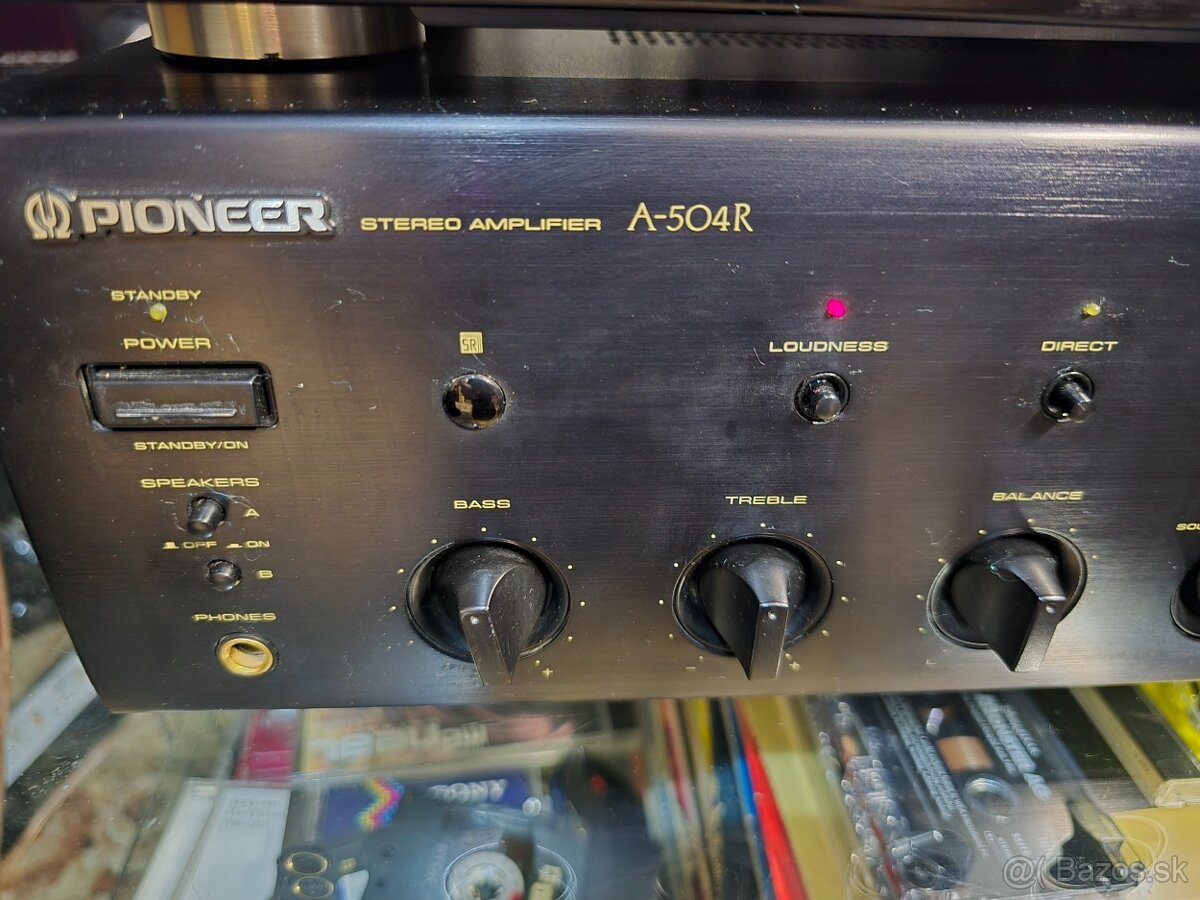 PIONEER STEREO AMPLIFIER A-504R
STANDBY
POWER
SR
LOUDNESS
DIRECT
STANDBY/ON
SPEAKERS
A
OFF ON
B
PHONES
BASS
TREBLE
BALANCE
SONY
@( Bazos.sk